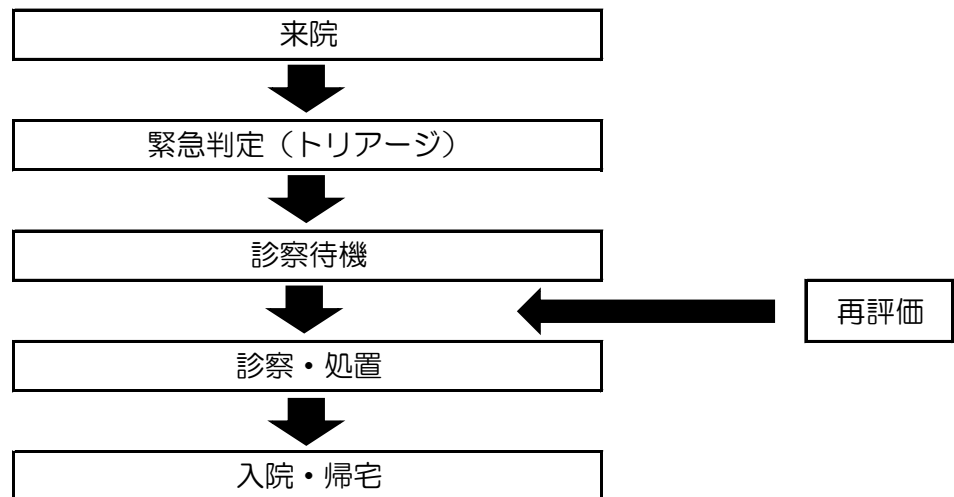 来院
緊急判定（トリアージ）
診察待機
再評価
診察・処置
入院・帰宅